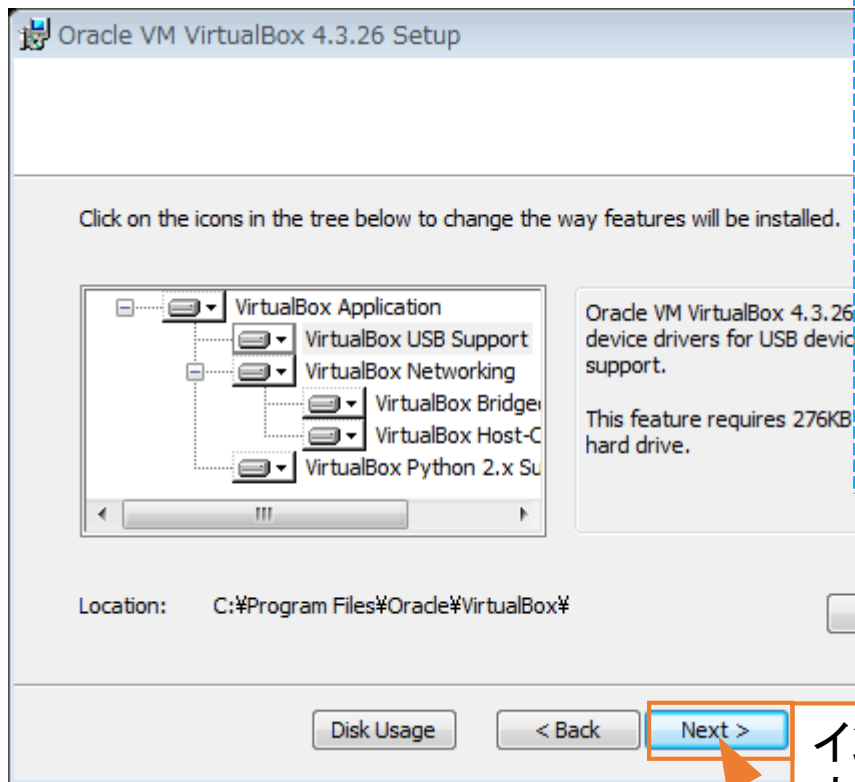 Oracle VM VirtualBox 4.3.26 Setup
Click on the icons in the tree below to change the way features will be installed.
VirtualBox Application
VirtualBox USB Support
VirtualBox Networking
VirtualBox Bridge
VirtualBox Host-C
VirtualBox Python 2.x Su
Oracle VM VirtualBox 4.3.26
device drivers for USB devic
support.
This feature requires 276KB
hard drive.
Location: C:¥Program Files¥Oracle¥VirtualBox¥
Disk Usage < Back Next >
イ